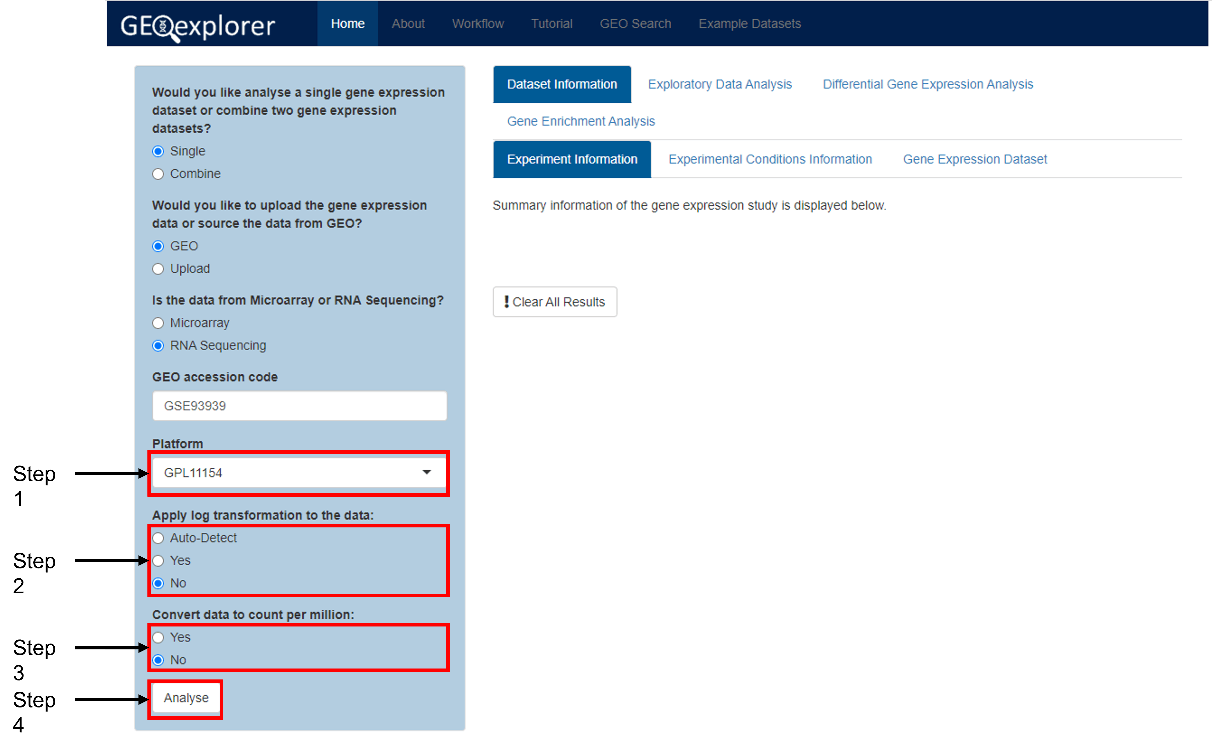 GEOexplorer
Home About Workflow Tutorial GEO Search Example Datasets
Would you like analyse a single gene expression
dataset or combine two gene expression
datasets?
Single
Combine
Would you like to upload the gene expression
data or source the data from GEO?
GEO
Upload
Is the data from Microarray or RNA Sequencing?
Microarray
RNA Sequencing
GEO accession code
GSE93939
Platform
Step
1
GPL11154
Apply log transformation to the data:
Auto-Detect
Step
2
Yes
No
Convert data to count per million:
Yes
Step
3
No
Step
4
Analyse
Dataset Information Exploratory Data Analysis Differential Gene Expression Analysis
Gene Enrichment Analysis
Experiment Information Experimental Conditions Information Gene Expression Dataset
Summary information of the gene expression study is displayed below.
! Clear All Results